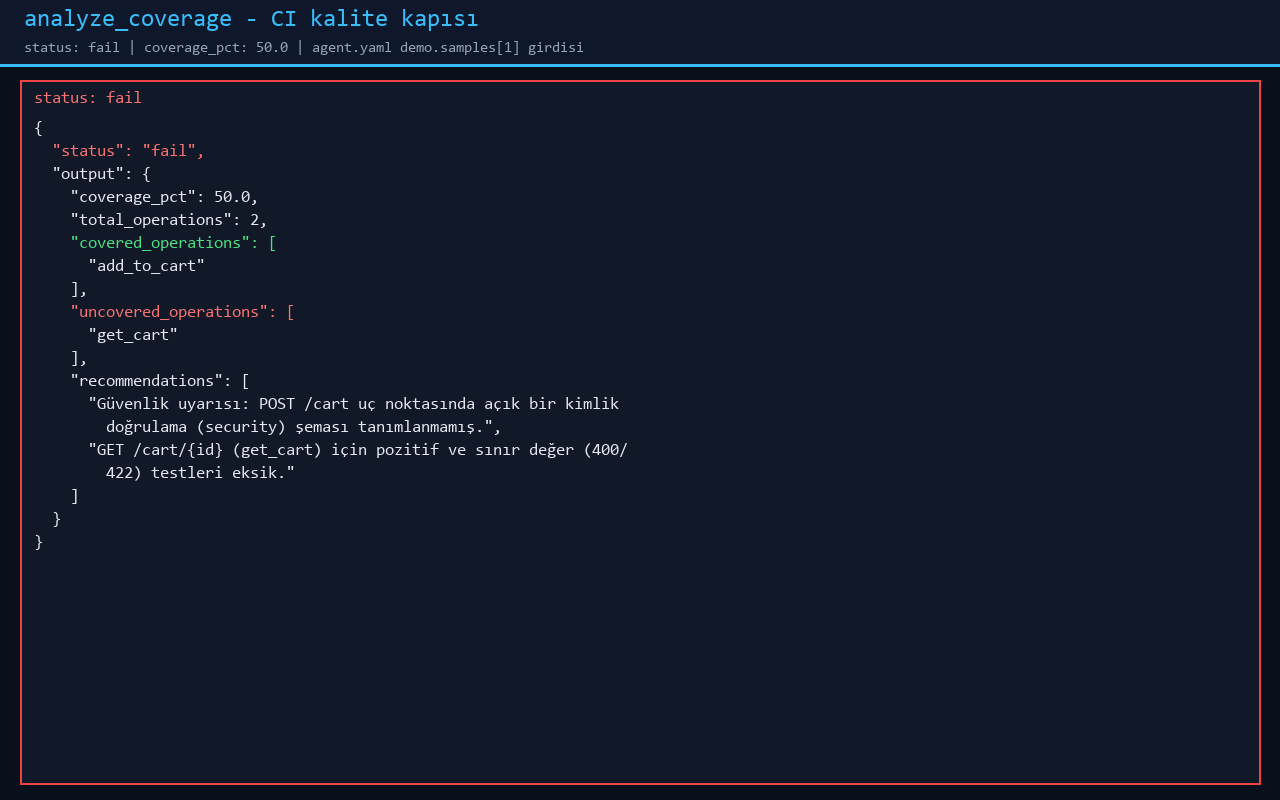 analyze_coverage - CI kalite kapısı
status: fail | coverage_pct: 50.0 | agent.yaml demo.samples[1] girdisi
status: fail
{
  "status": "fail",
  "output": {
    "coverage_pct": 50.0,
    "total_operations": 2,
    "covered_operations": [
      "add_to_cart"
    ],
    "uncovered_operations": [
      "get_cart"
    ],
    "recommendations": [
      "Güvenlik uyarısı: POST /cart uç noktasında açık bir kimlik
        doğrulama (security) şeması tanımlanmamış.",
      "GET /cart/{id} (get_cart) için pozitif ve sınır değer (400/
        422) testleri eksik."
    ]
  }
}